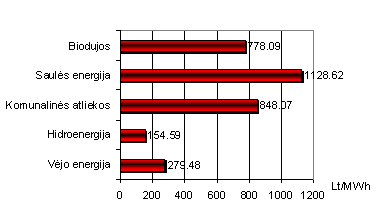 Biodujos 778.09
Saulės energija 1128.62
Komunalinės atliekos 848.07
Hidroenergija 154.59
Vėjo energija 279.48
0 200 400 600 800 1000 1200
Lt/MWh